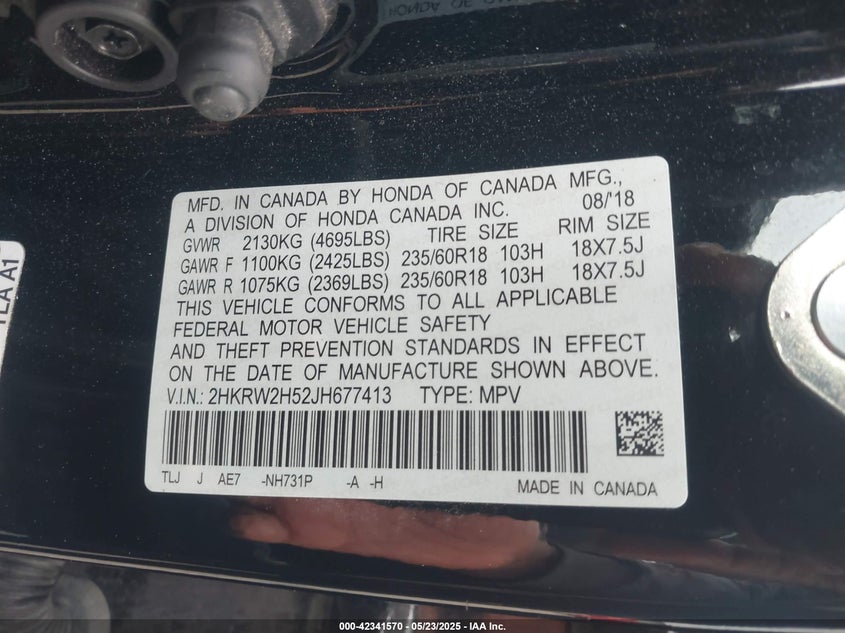 MFD. IN CANADA BY HONDA OF CANADA MFG.,
A DIVISION OF HONDA CANADA INC. 08/'18
GVWR 2130KG (4695LBS) TIRE SIZE RIM SIZE
GAWR F 1100KG (2425LBS) 235/60R18 103H 18X7.5J
GAWR R 1075KG (2369LBS) 235/60R18 103H 18X7.5J
THIS VEHICLE CONFORMS TO ALL APPLICABLE
FEDERAL MOTOR VEHICLE SAFETY
AND THEFT PREVENTION STANDARDS IN EFFECT
ON THE DATE OF MANUFACTURE SHOWN ABOVE.
V.I.N.: 2HKRW2H52JH677413 TYPE: MPV
TLJ J AE7 -NH731P -A -H
MADE IN CANADA
TLA A1
000-42341570 — 05/23/2025 — IAA Inc.